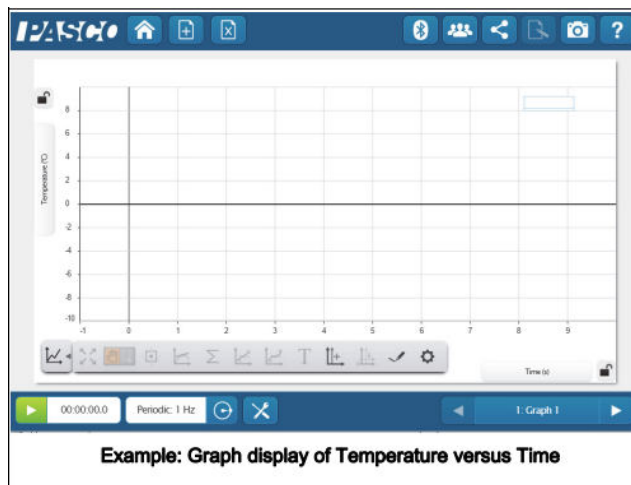 PASCO
?
8
6
4
2
0
-2
-4
-6
-8
-10
Temperature (°C)
-1 0 1 2 3 4 5 6 7 8 9
Σ T
Time (s)
00:00:00.0 Periodic: 1 Hz 1: Graph 1
Example: Graph display of Temperature versus Time